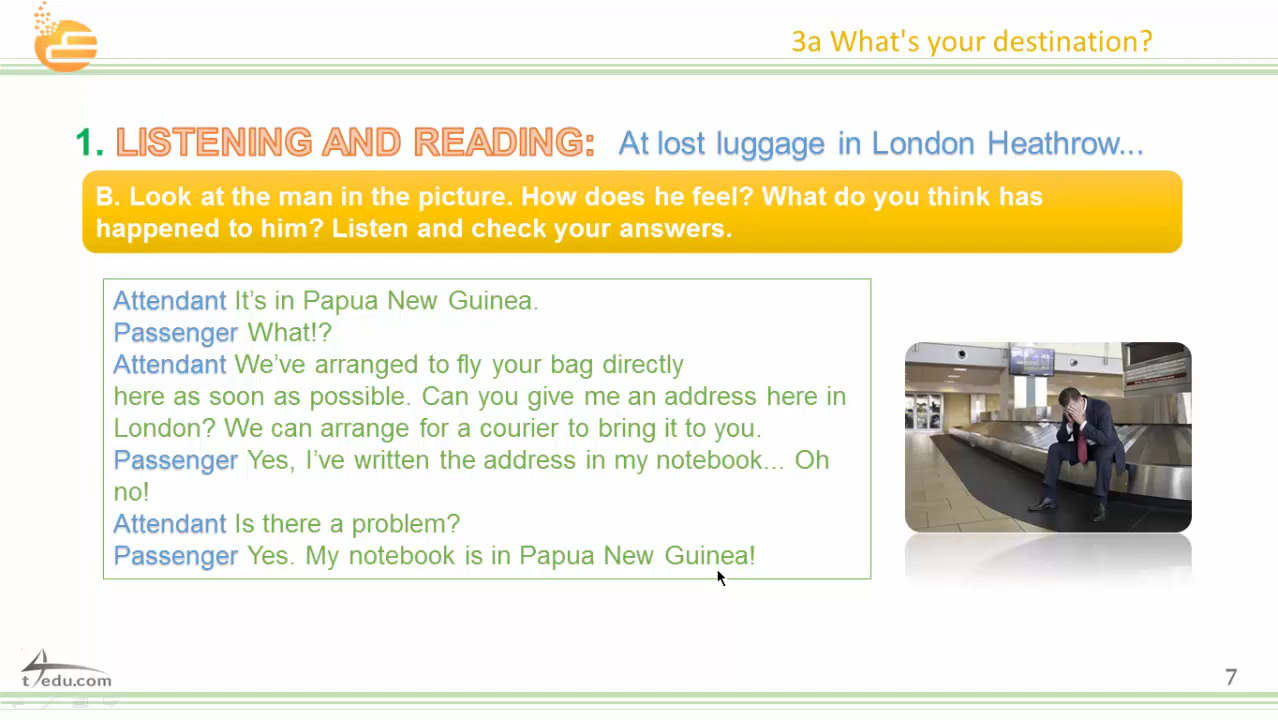 3a What's your destination?
1. LISTENING AND READING: At lost luggage in London Heathrow...
B. Look at the man in the picture. How does he feel? What do you think has
happened to him? Listen and check your answers.
Attendant It’s in Papua New Guinea.
Passenger What!?
Attendant We’ve arranged to fly your bag directly
here as soon as possible. Can you give me an address here in
London? We can arrange for a courier to bring it to you.
Passenger Yes, I’ve written the address in my notebook... Oh
no!
Attendant Is there a problem?
Passenger Yes. My notebook is in Papua New Guinea!
7